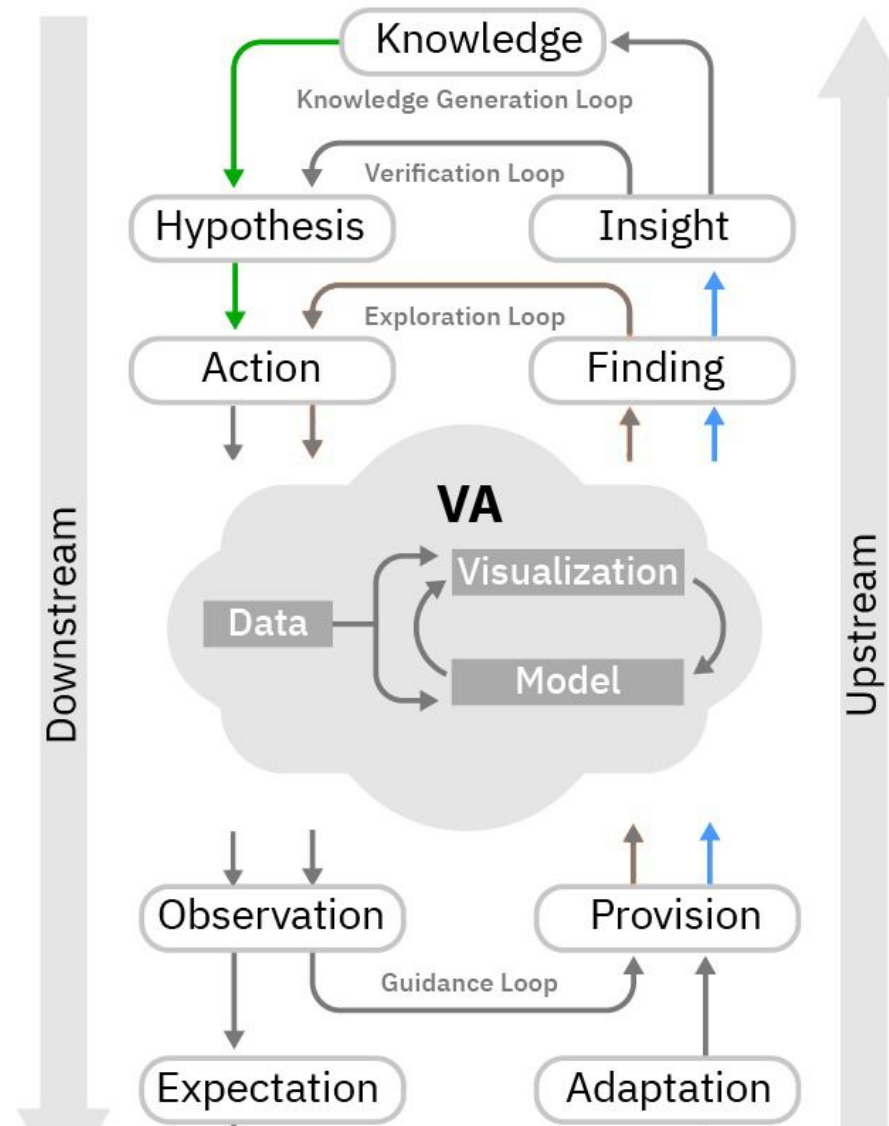 Knowledge
Knowledge Generation Loop
Verification Loop
Hypothesis
Insight
Exploration Loop
Action
Finding
VA
Visualization
Data
Model
Downstream
Upstream
Observation
Provision
Guidance Loop
Expectation
Adaptation